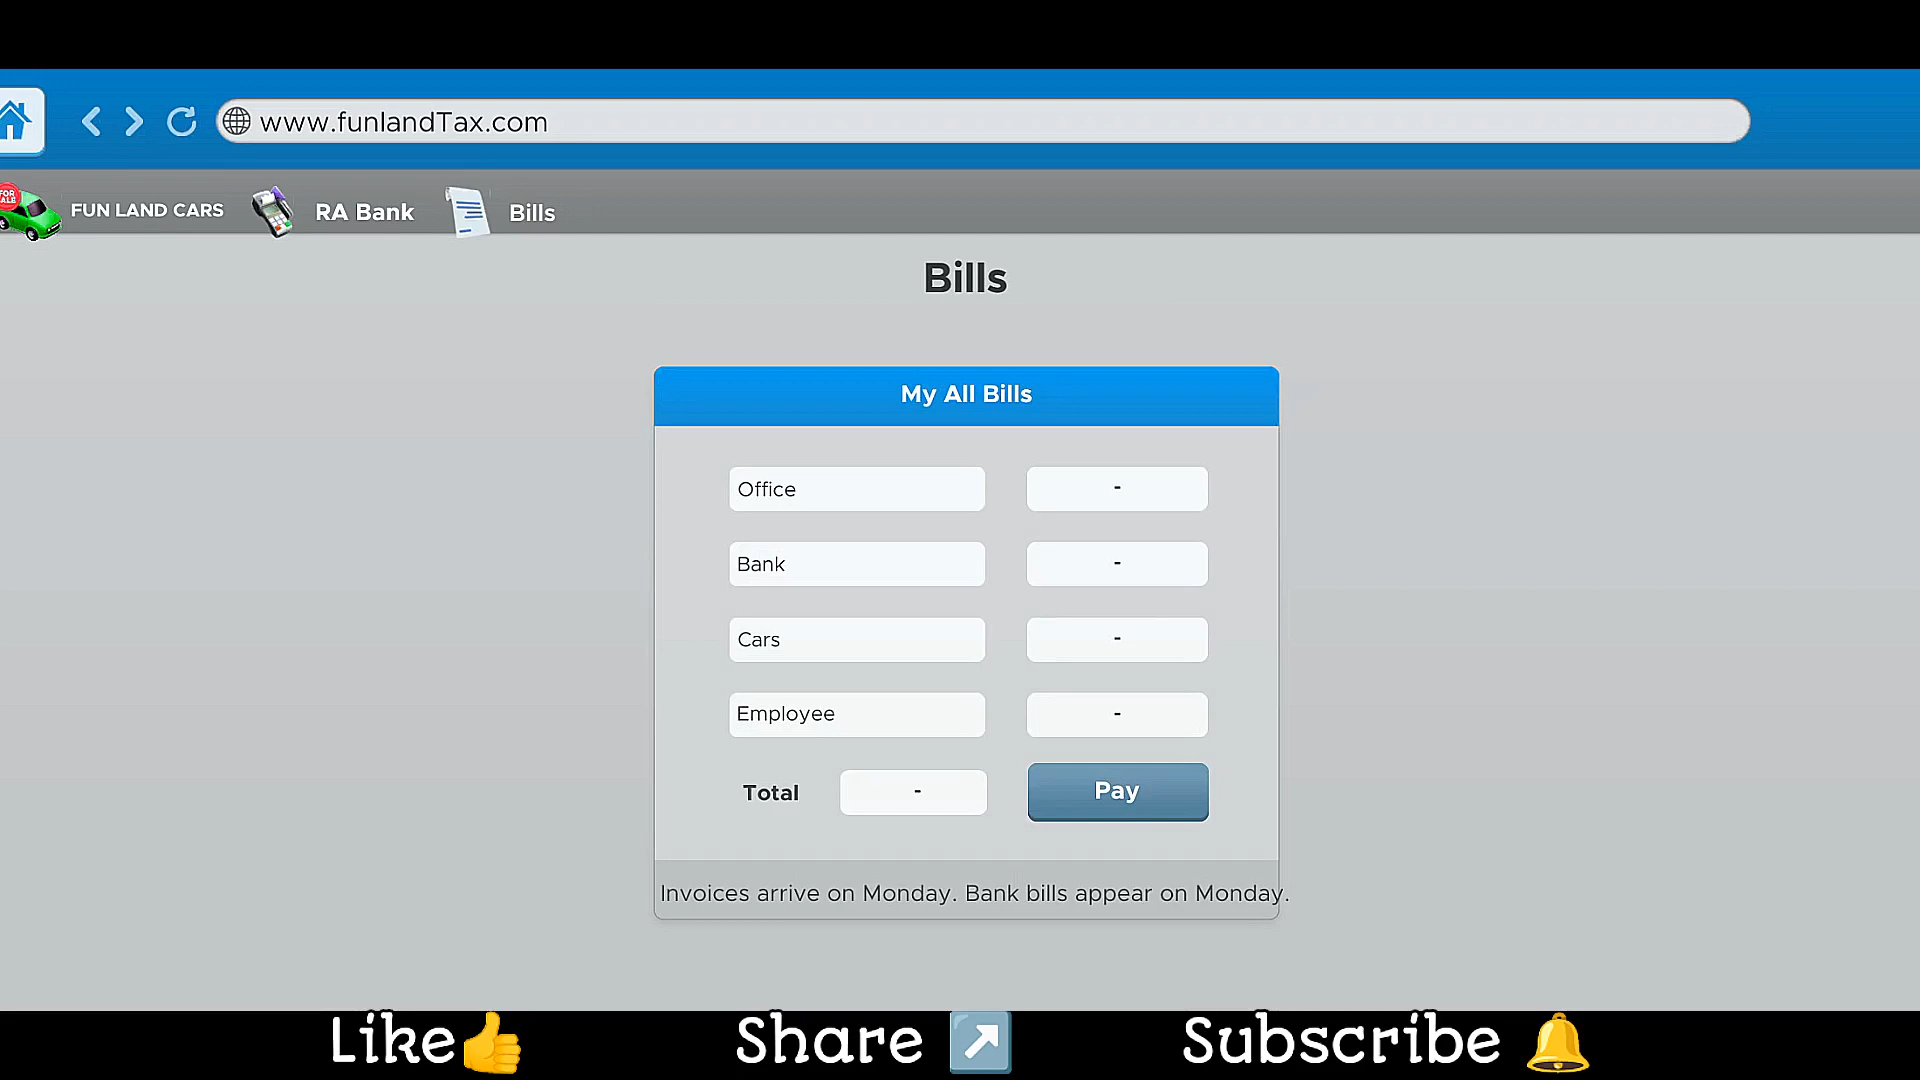 www.funlandTax.com
FOR
FUN LAND CARS RA Bank Bills
Bills
My All Bills
Office -
Bank -
Cars -
Employee -
Total - Pay
Invoices arrive on Monday. Bank bills appear on Monday.
Like Share Subscribe